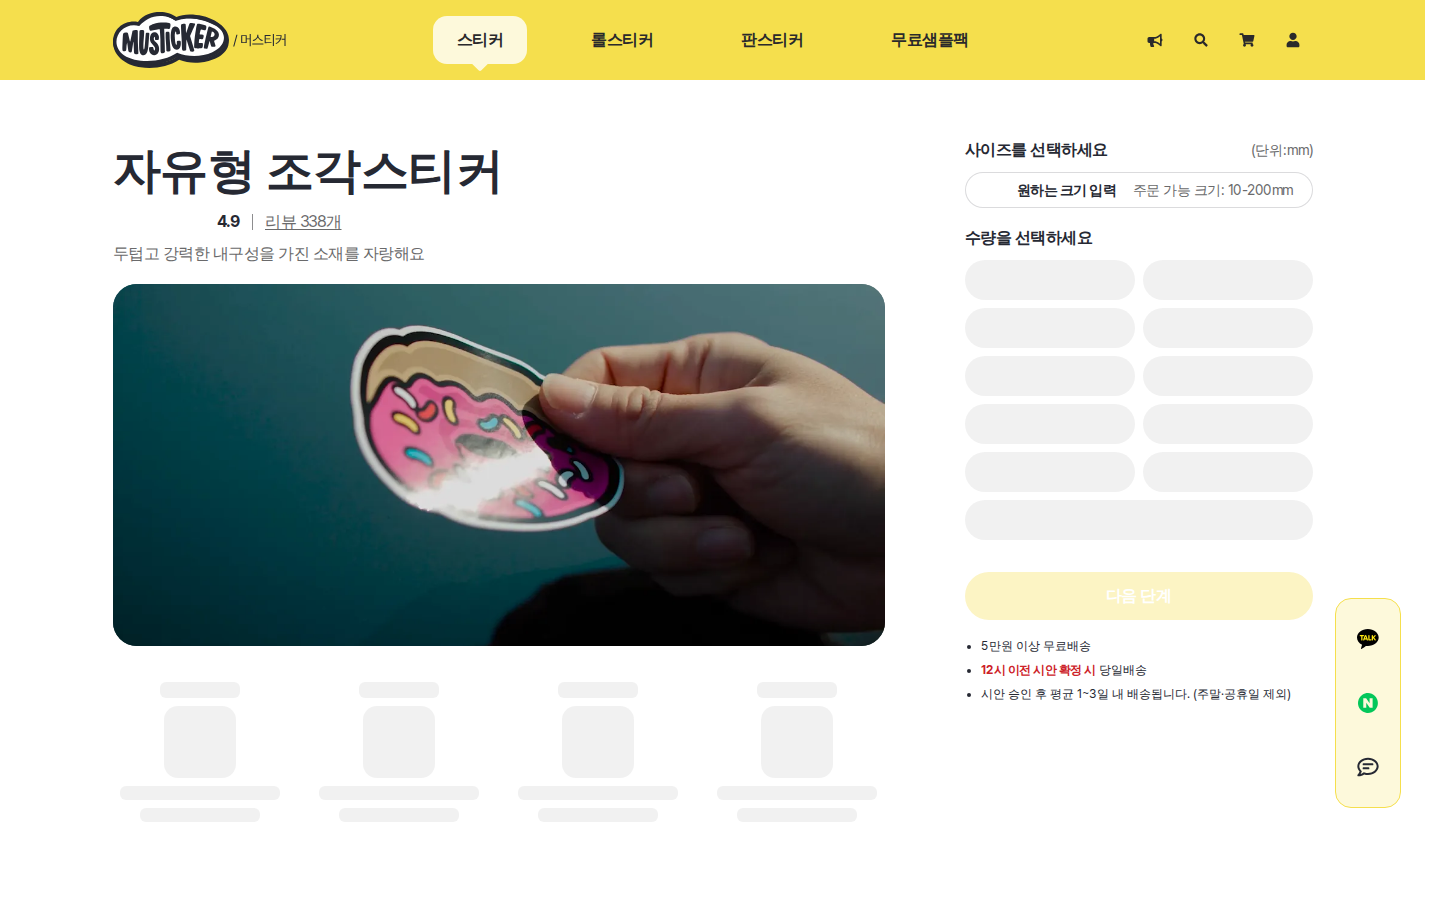 MUSTICKER / 머스티커
스티커
롤스티커
판스티커
무료샘플팩
자유형 조각스티커
4.9 리뷰 338개
두텁고 강력한 내구성을 가진 소재를 자랑해요
사이즈를 선택하세요 (단위:mm)
원하는 크기 입력 주문 가능 크기: 10-200mm
수량을 선택하세요
다음 단계
5만원 이상 무료배송
12시 이전 시안 확정 시 당일배송
시안 승인 후 평균 1~3일 내 배송됩니다. (주말·공휴일 제외)
TALK
N